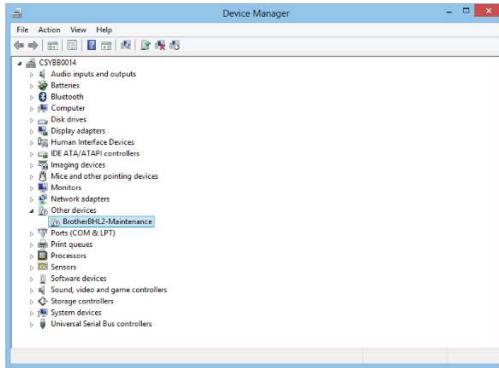 Device Manager
File Action View Help
CSYBB0014
Audio inputs and outputs
Batteries
Bluetooth
Computer
Disk drives
Display adapters
Human Interface Devices
IDE ATA/ATAPI controllers
Imaging devices
Mice and other pointing devices
Monitors
Network adapters
Other devices
BrotherBHL2-Maintenance
Ports (COM & LPT)
Print queues
Processors
Sensors
Software devices
Sound, video and game controllers
Storage controllers
System devices
Universal Serial Bus controllers